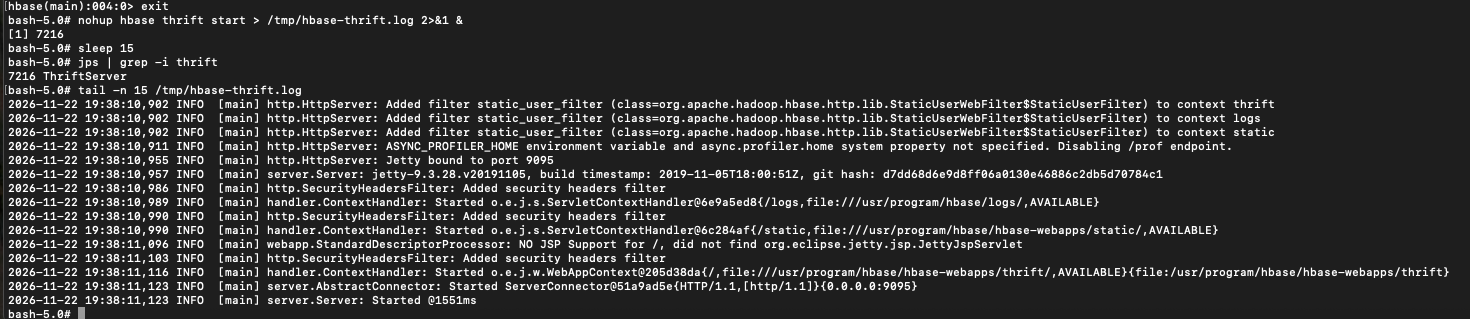 [hbase(main):004:0> exit
bash-5.0# nohup hbase thrift start > /tmp/hbase-thrift.log 2>&1 &
[1] 7216
bash-5.0# sleep 15
bash-5.0# jps | grep -i thrift
7216 ThriftServer
[bash-5.0# tail -n 15 /tmp/hbase-thrift.log
2026-11-22 19:38:10,902 INFO  [main] http.HttpServer: Added filter static_user_filter (class=org.apache.hadoop.hbase.http.lib.StaticUserWebFilter$StaticUserFilter) to context thrift
2026-11-22 19:38:10,902 INFO  [main] http.HttpServer: Added filter static_user_filter (class=org.apache.hadoop.hbase.http.lib.StaticUserWebFilter$StaticUserFilter) to context logs
2026-11-22 19:38:10,902 INFO  [main] http.HttpServer: Added filter static_user_filter (class=org.apache.hadoop.hbase.http.lib.StaticUserWebFilter$StaticUserFilter) to context static
2026-11-22 19:38:10,911 INFO  [main] http.HttpServer: ASYNC_PROFILER_HOME environment variable and async.profiler.home system property not specified. Disabling /prof endpoint.
2026-11-22 19:38:10,955 INFO  [main] http.HttpServer: Jetty bound to port 9095
2026-11-22 19:38:10,957 INFO  [main] server.Server: jetty-9.3.28.v20191105, build timestamp: 2019-11-05T18:00:51Z, git hash: d7dd68d6e9d8ff06a0130e46886c2db5d70784c1
2026-11-22 19:38:10,986 INFO  [main] http.SecurityHeadersFilter: Added security headers filter
2026-11-22 19:38:10,989 INFO  [main] handler.ContextHandler: Started o.e.j.s.ServletContextHandler@6e9a5ed8{/logs,file:///usr/program/hbase/logs/,AVAILABLE}
2026-11-22 19:38:10,990 INFO  [main] http.SecurityHeadersFilter: Added security headers filter
2026-11-22 19:38:10,990 INFO  [main] handler.ContextHandler: Started o.e.j.s.ServletContextHandler@6c284af{/static,file:///usr/program/hbase/hbase-webapps/static/,AVAILABLE}
2026-11-22 19:38:11,096 INFO  [main] webapp.StandardDescriptorProcessor: NO JSP Support for /, did not find org.eclipse.jetty.jsp.JettyJspServlet
2026-11-22 19:38:11,103 INFO  [main] http.SecurityHeadersFilter: Added security headers filter
2026-11-22 19:38:11,116 INFO  [main] handler.ContextHandler: Started o.e.j.w.WebAppContext@205d38da{/,file:///usr/program/hbase/hbase-webapps/thrift/,AVAILABLE}{file:/usr/program/hbase/hbase-webapps/thrift}
2026-11-22 19:38:11,123 INFO  [main] server.AbstractConnector: Started ServerConnector@51a9ad5e{HTTP/1.1,[http/1.1]}{0.0.0.0:9095}
2026-11-22 19:38:11,123 INFO  [main] server.Server: Started @1551ms
bash-5.0#